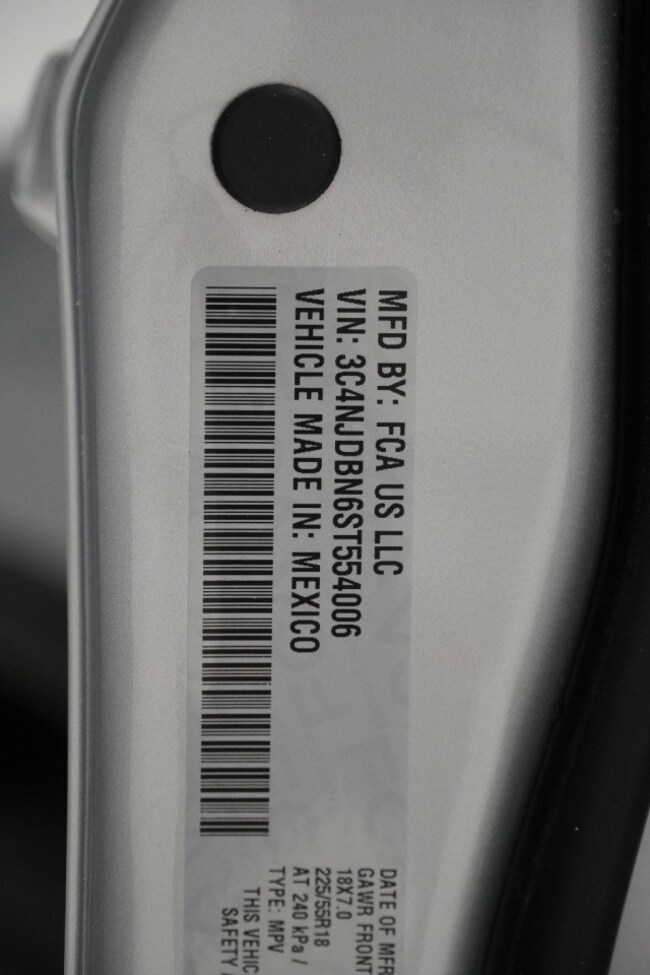 MFD BY: FCA US LLC
VIN: 3C4NJDBN6ST554006
VEHICLE MADE IN: MEXICO
DATE OF MFR
GAWR FRONT
18X7.0
225/55R18
AT 240 kPa /
TYPE: MPV
THIS VEHIC
SAFETY